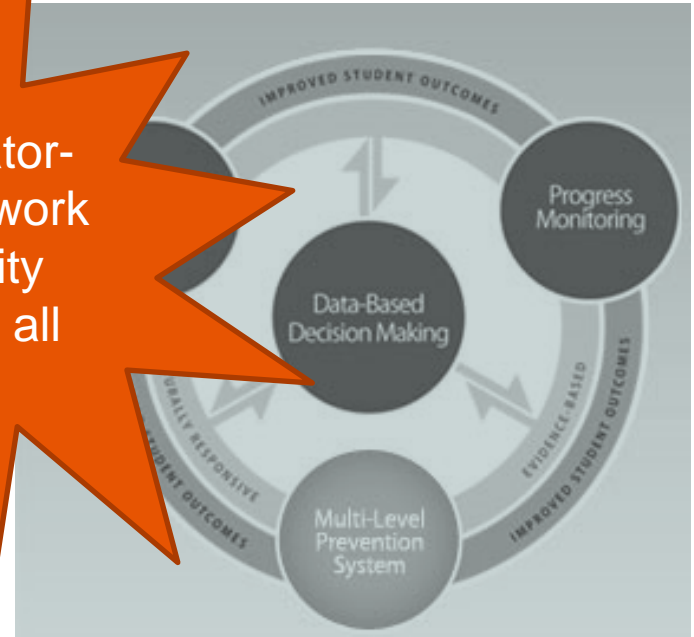 ator-
work
ity
all
IMPROVED STUDENT OUTCOMES
Progress
Monitoring
Data-Based
Decision Making
URALLY RESPONSIVE
EVIDENCE-BASED
STUDENT OUTCOMES
IMPROVED STUDENT OUTCOMES
Multi-Level
Prevention
System